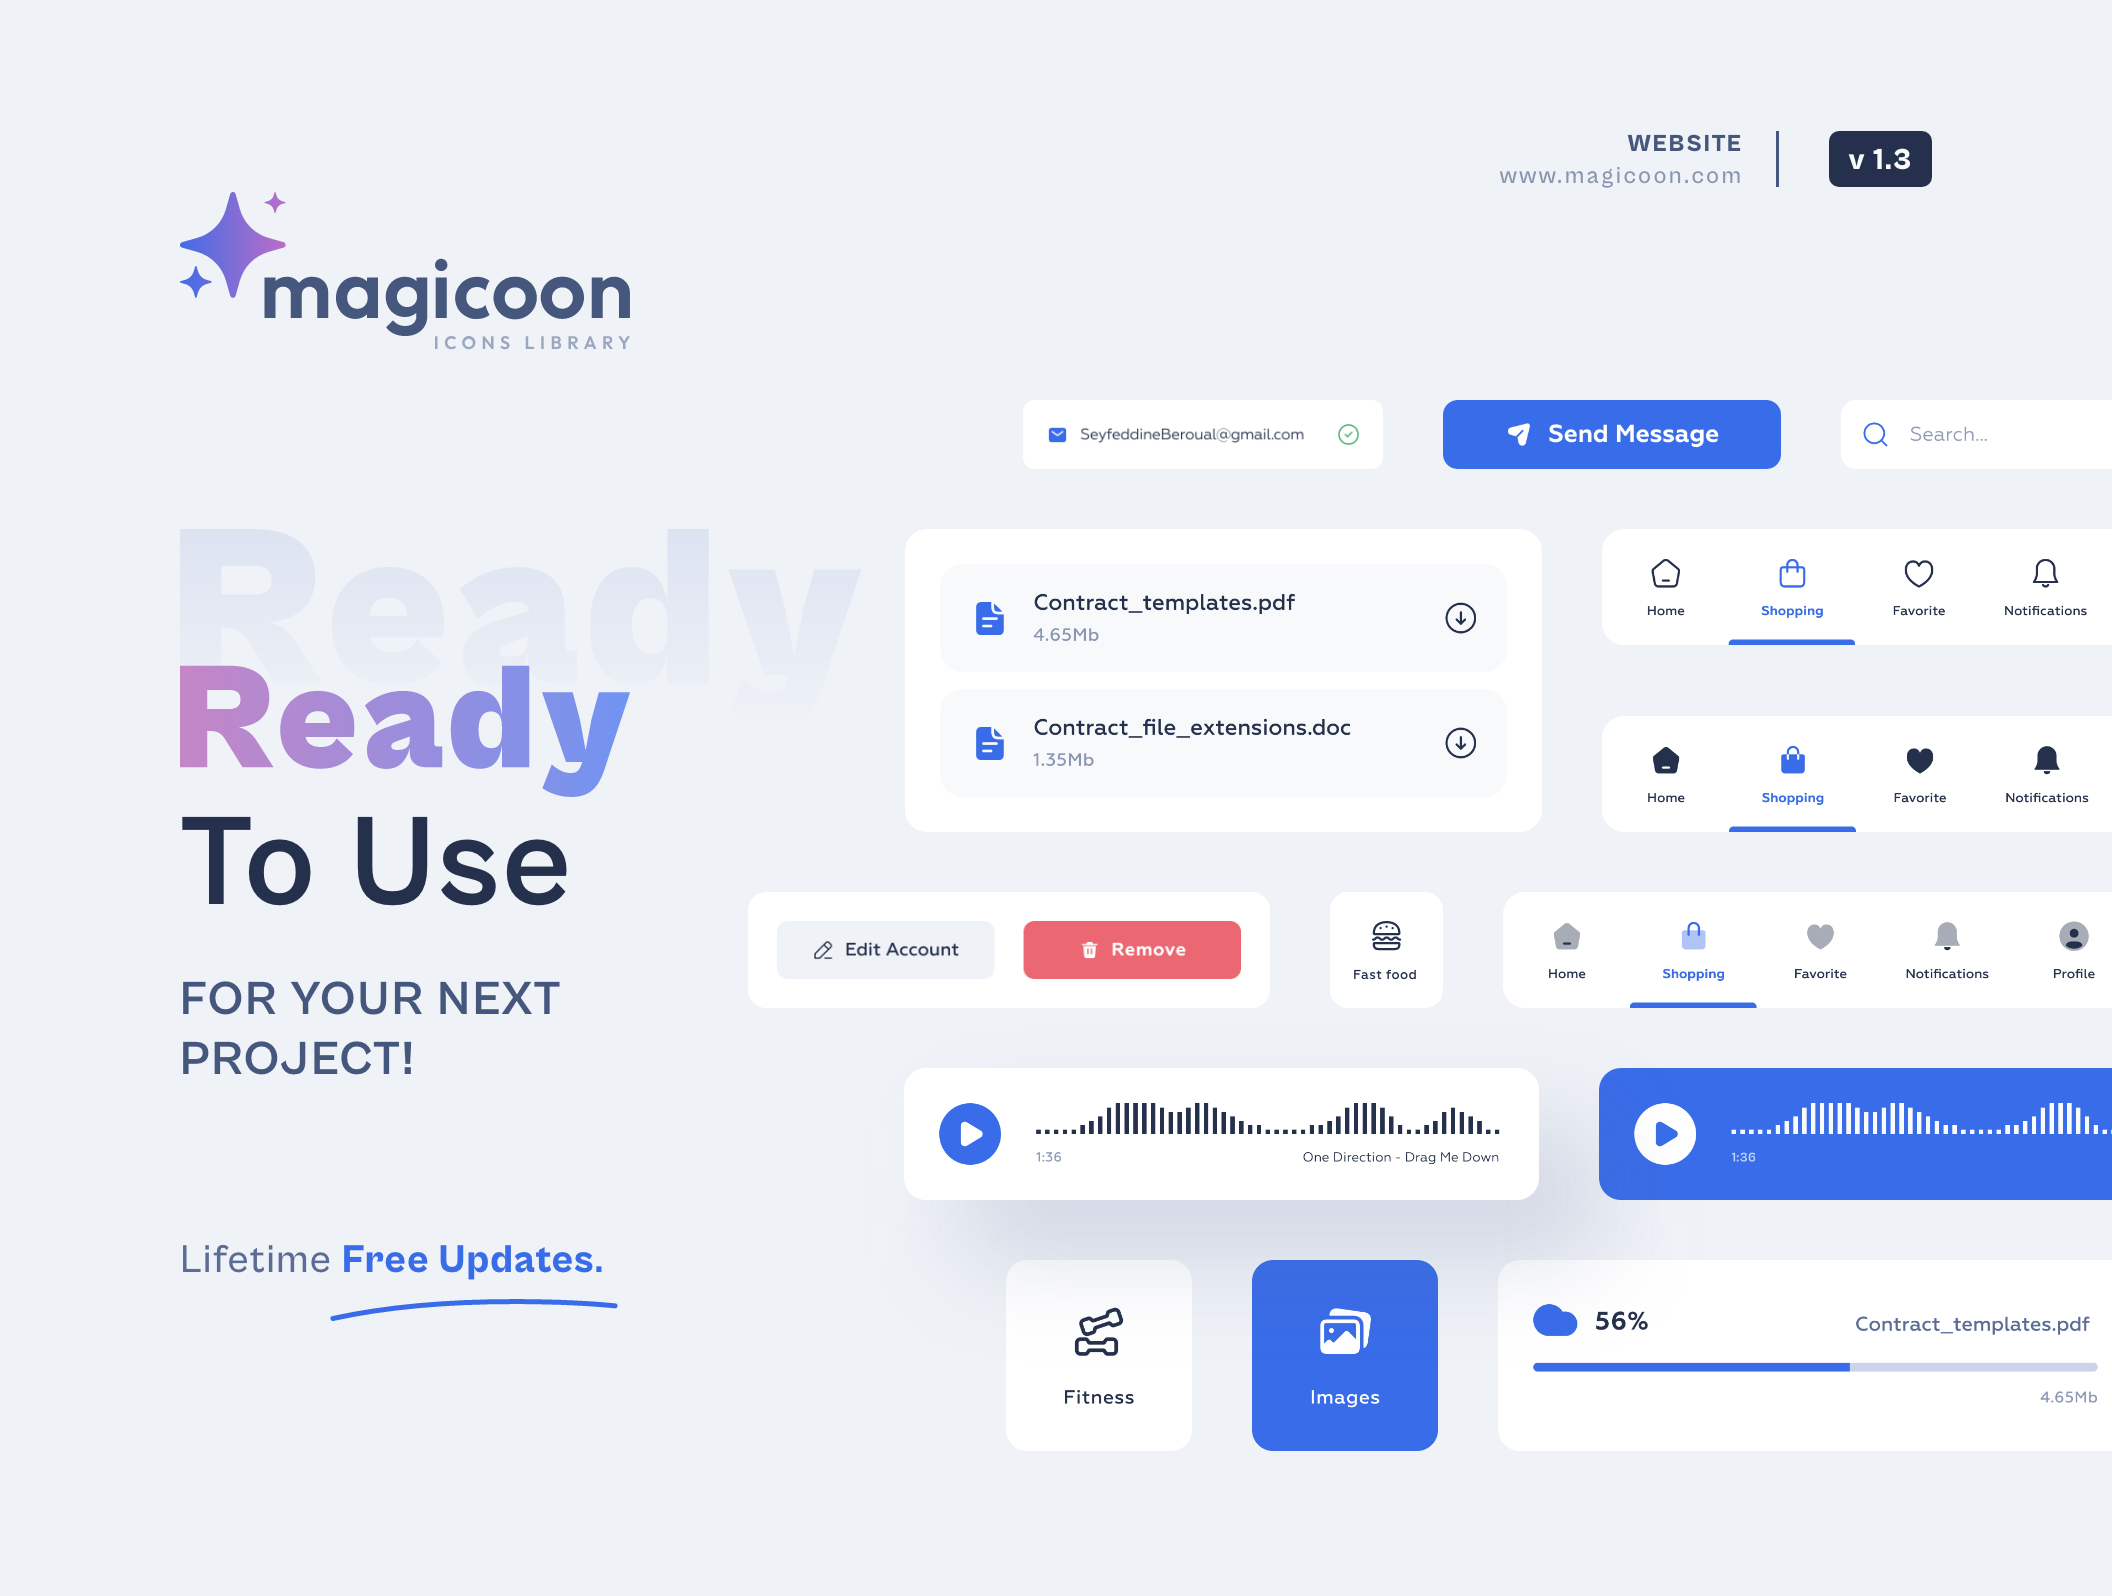 WEBSITE
www.magicoon.com
v 1.3
magicoon
ICONS LIBRARY
SeyfeddineBeroual@gmail.com
Send Message
Search...
Ready
Ready
To Use
FOR YOUR NEXT
PROJECT!
Lifetime Free Updates.
Contract_templates.pdf
4.65Mb
Contract_file_extensions.doc
1.35Mb
Home Shopping Favorite Notifications
Home Shopping Favorite Notifications
Edit Account Remove
Fast food
Home Shopping Favorite Notifications Profile
1:36 One Direction - Drag Me Down
1:36
Fitness
Images
56% Contract_templates.pdf
4.65Mb